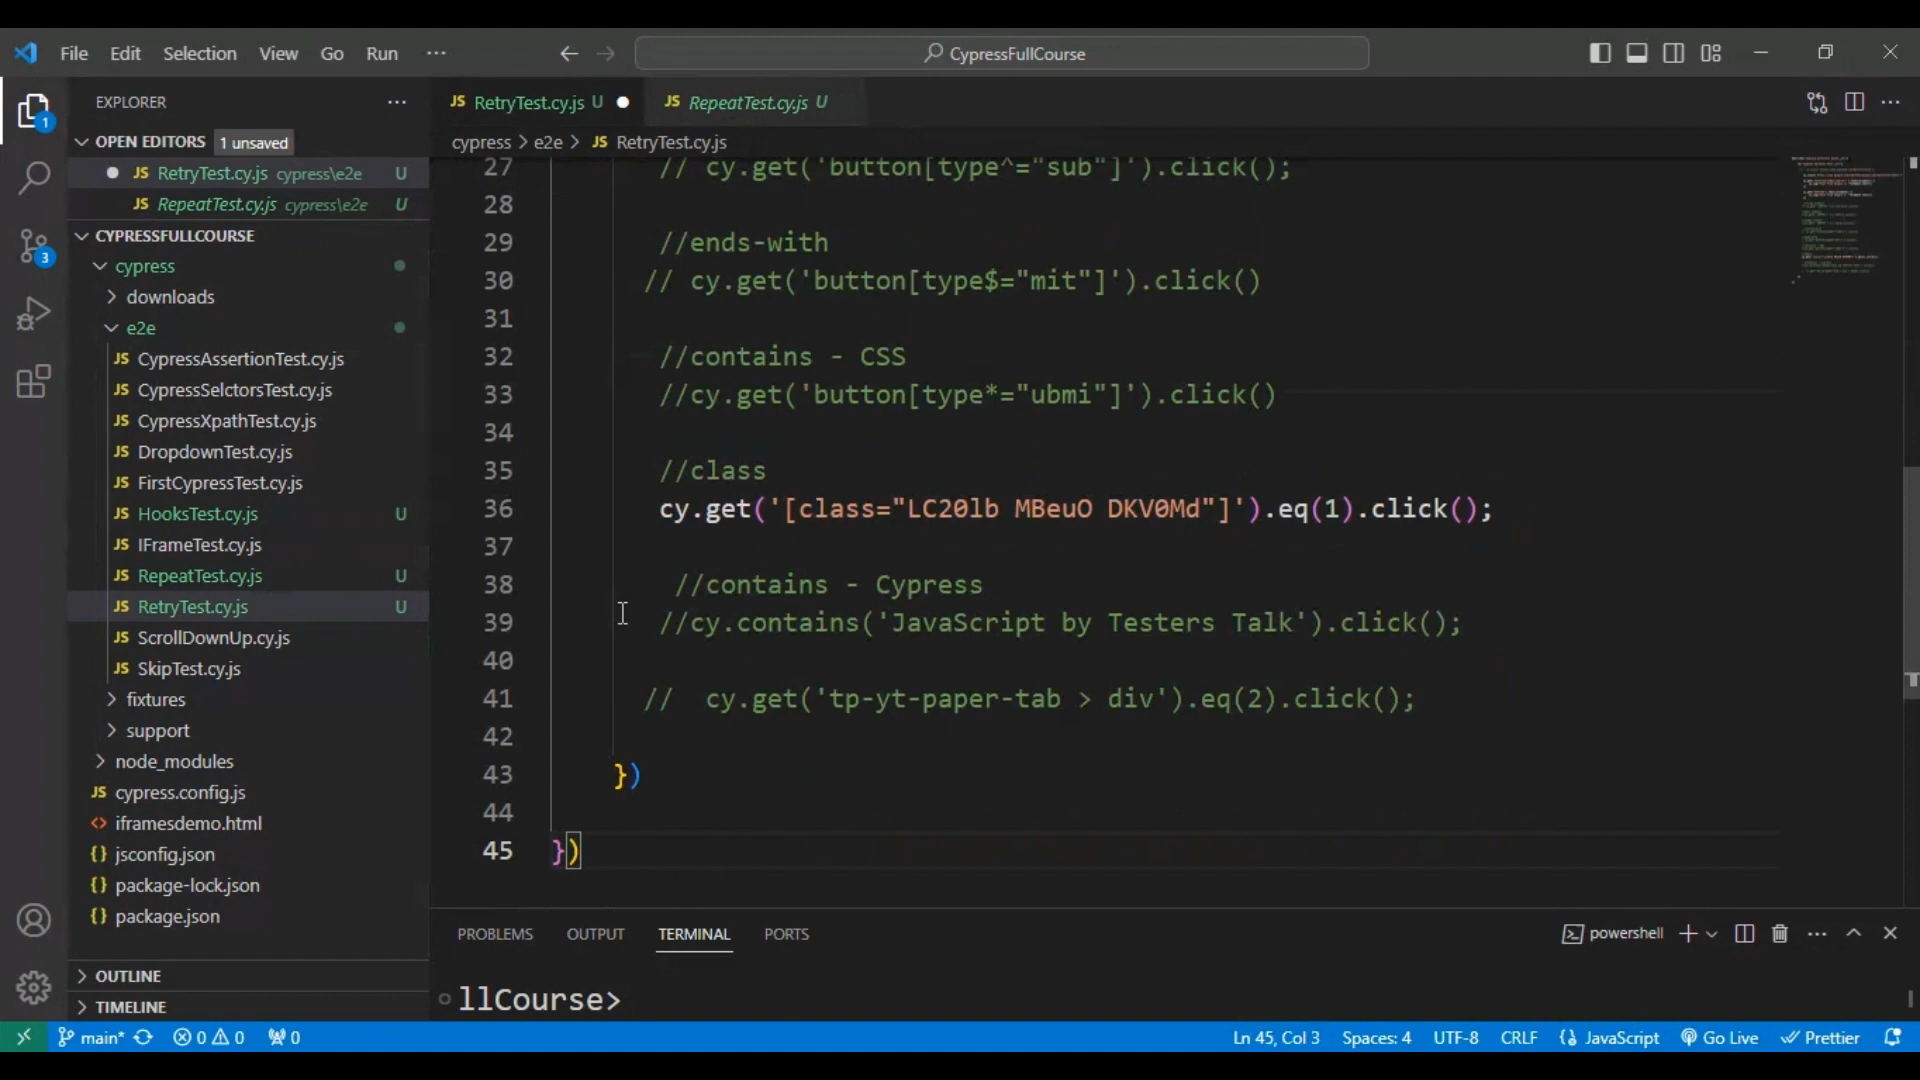 File Edit Selection View Go Run ···
CypressFullCourse
EXPLORER
OPEN EDITORS 1 unsaved
JS RetryTest.cy.js cypress\e2e U
JS RepeatTest.cy.js cypress\e2e U
CYPRESSFULLCOURSE
cypress
downloads
e2e
JS CypressAssertionTest.cy.js
JS CypressSelctorsTest.cy.js
JS CypressXpathTest.cy.js
JS DropdownTest.cy.js
JS FirstCypressTest.cy.js
JS HooksTest.cy.js U
JS IFrameTest.cy.js
JS RepeatTest.cy.js U
JS RetryTest.cy.js U
JS ScrollDownUp.cy.js
JS SkipTest.cy.js
fixtures
support
node_modules
JS cypress.config.js
<> iframesdemo.html
{} jsconfig.json
{} package-lock.json
{} package.json
OUTLINE
TIMELINE
1
3
JS RetryTest.cy.js U
JS RepeatTest.cy.js U
cypress > e2e > JS RetryTest.cy.js
27 // cy.get('button[type^="sub"]').click();
28
29 //ends-with
30 // cy.get('button[type$="mit"]').click()
31
32 //contains - CSS
33 //cy.get('button[type*="ubmi"]').click()
34
35 //class
36 cy.get('[class="LC20lb MBeuO DKV0Md"]').eq(1).click();
37
38 //contains - Cypress
39 //cy.contains('JavaScript by Testers Talk').click();
40
41 // cy.get('tp-yt-paper-tab > div').eq(2).click();
42
43 })
44
45 })
PROBLEMS OUTPUT TERMINAL PORTS
powershell
llCourse>
main* 0 0 0
Ln 45, Col 3 Spaces: 4 UTF-8 CRLF JavaScript Go Live Prettier